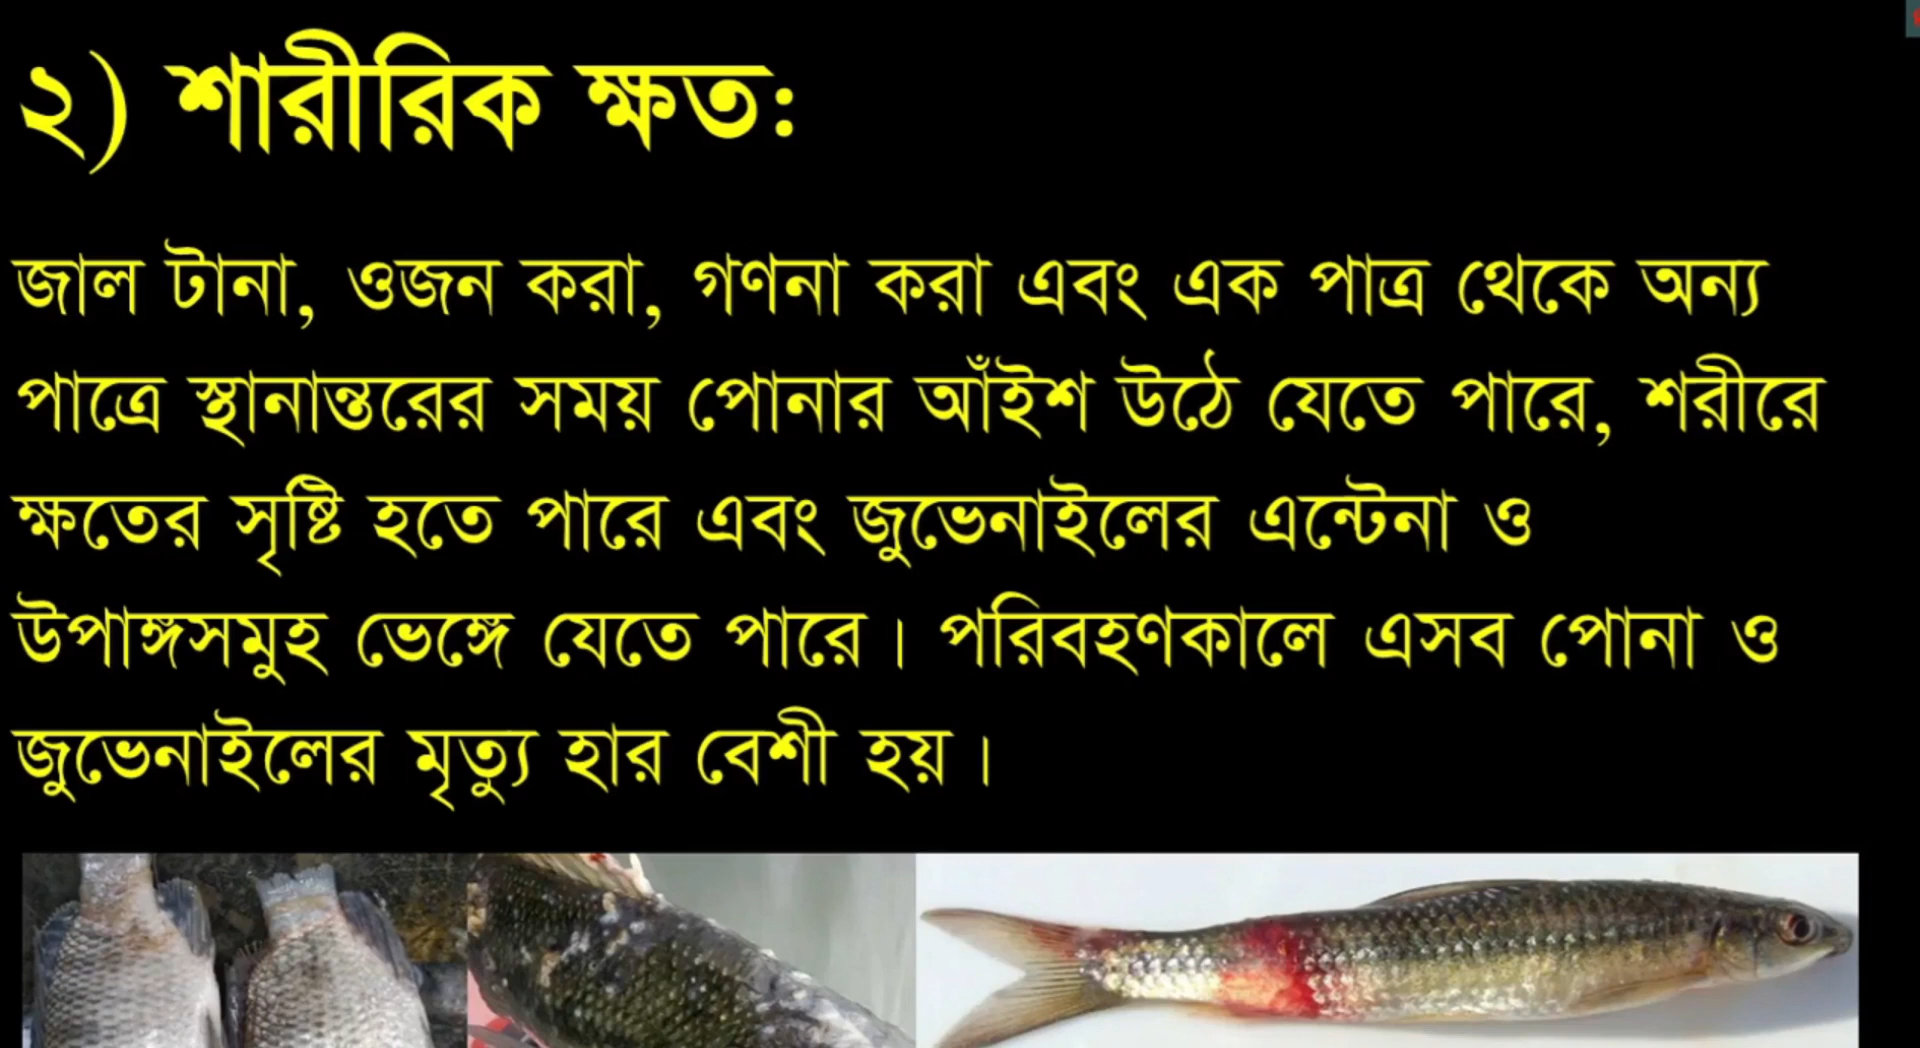 ২) শারীরিক ক্ষত:
জাল টানা, ওজন করা, গণনা করা এবং এক পাত্র থেকে অন্য
পাত্রে স্থানান্তরের সময় পোনার আঁইশ উঠে যেতে পারে, শরীরে
ক্ষতের সৃষ্টি হতে পারে এবং জুভেনাইলের এন্টেনা ও
উপাঙ্গসমুহ ভেঙ্গে যেতে পারে। পরিবহণকালে এসব পোনা ও
জুভেনাইলের মৃত্যু হার বেশী হয়।